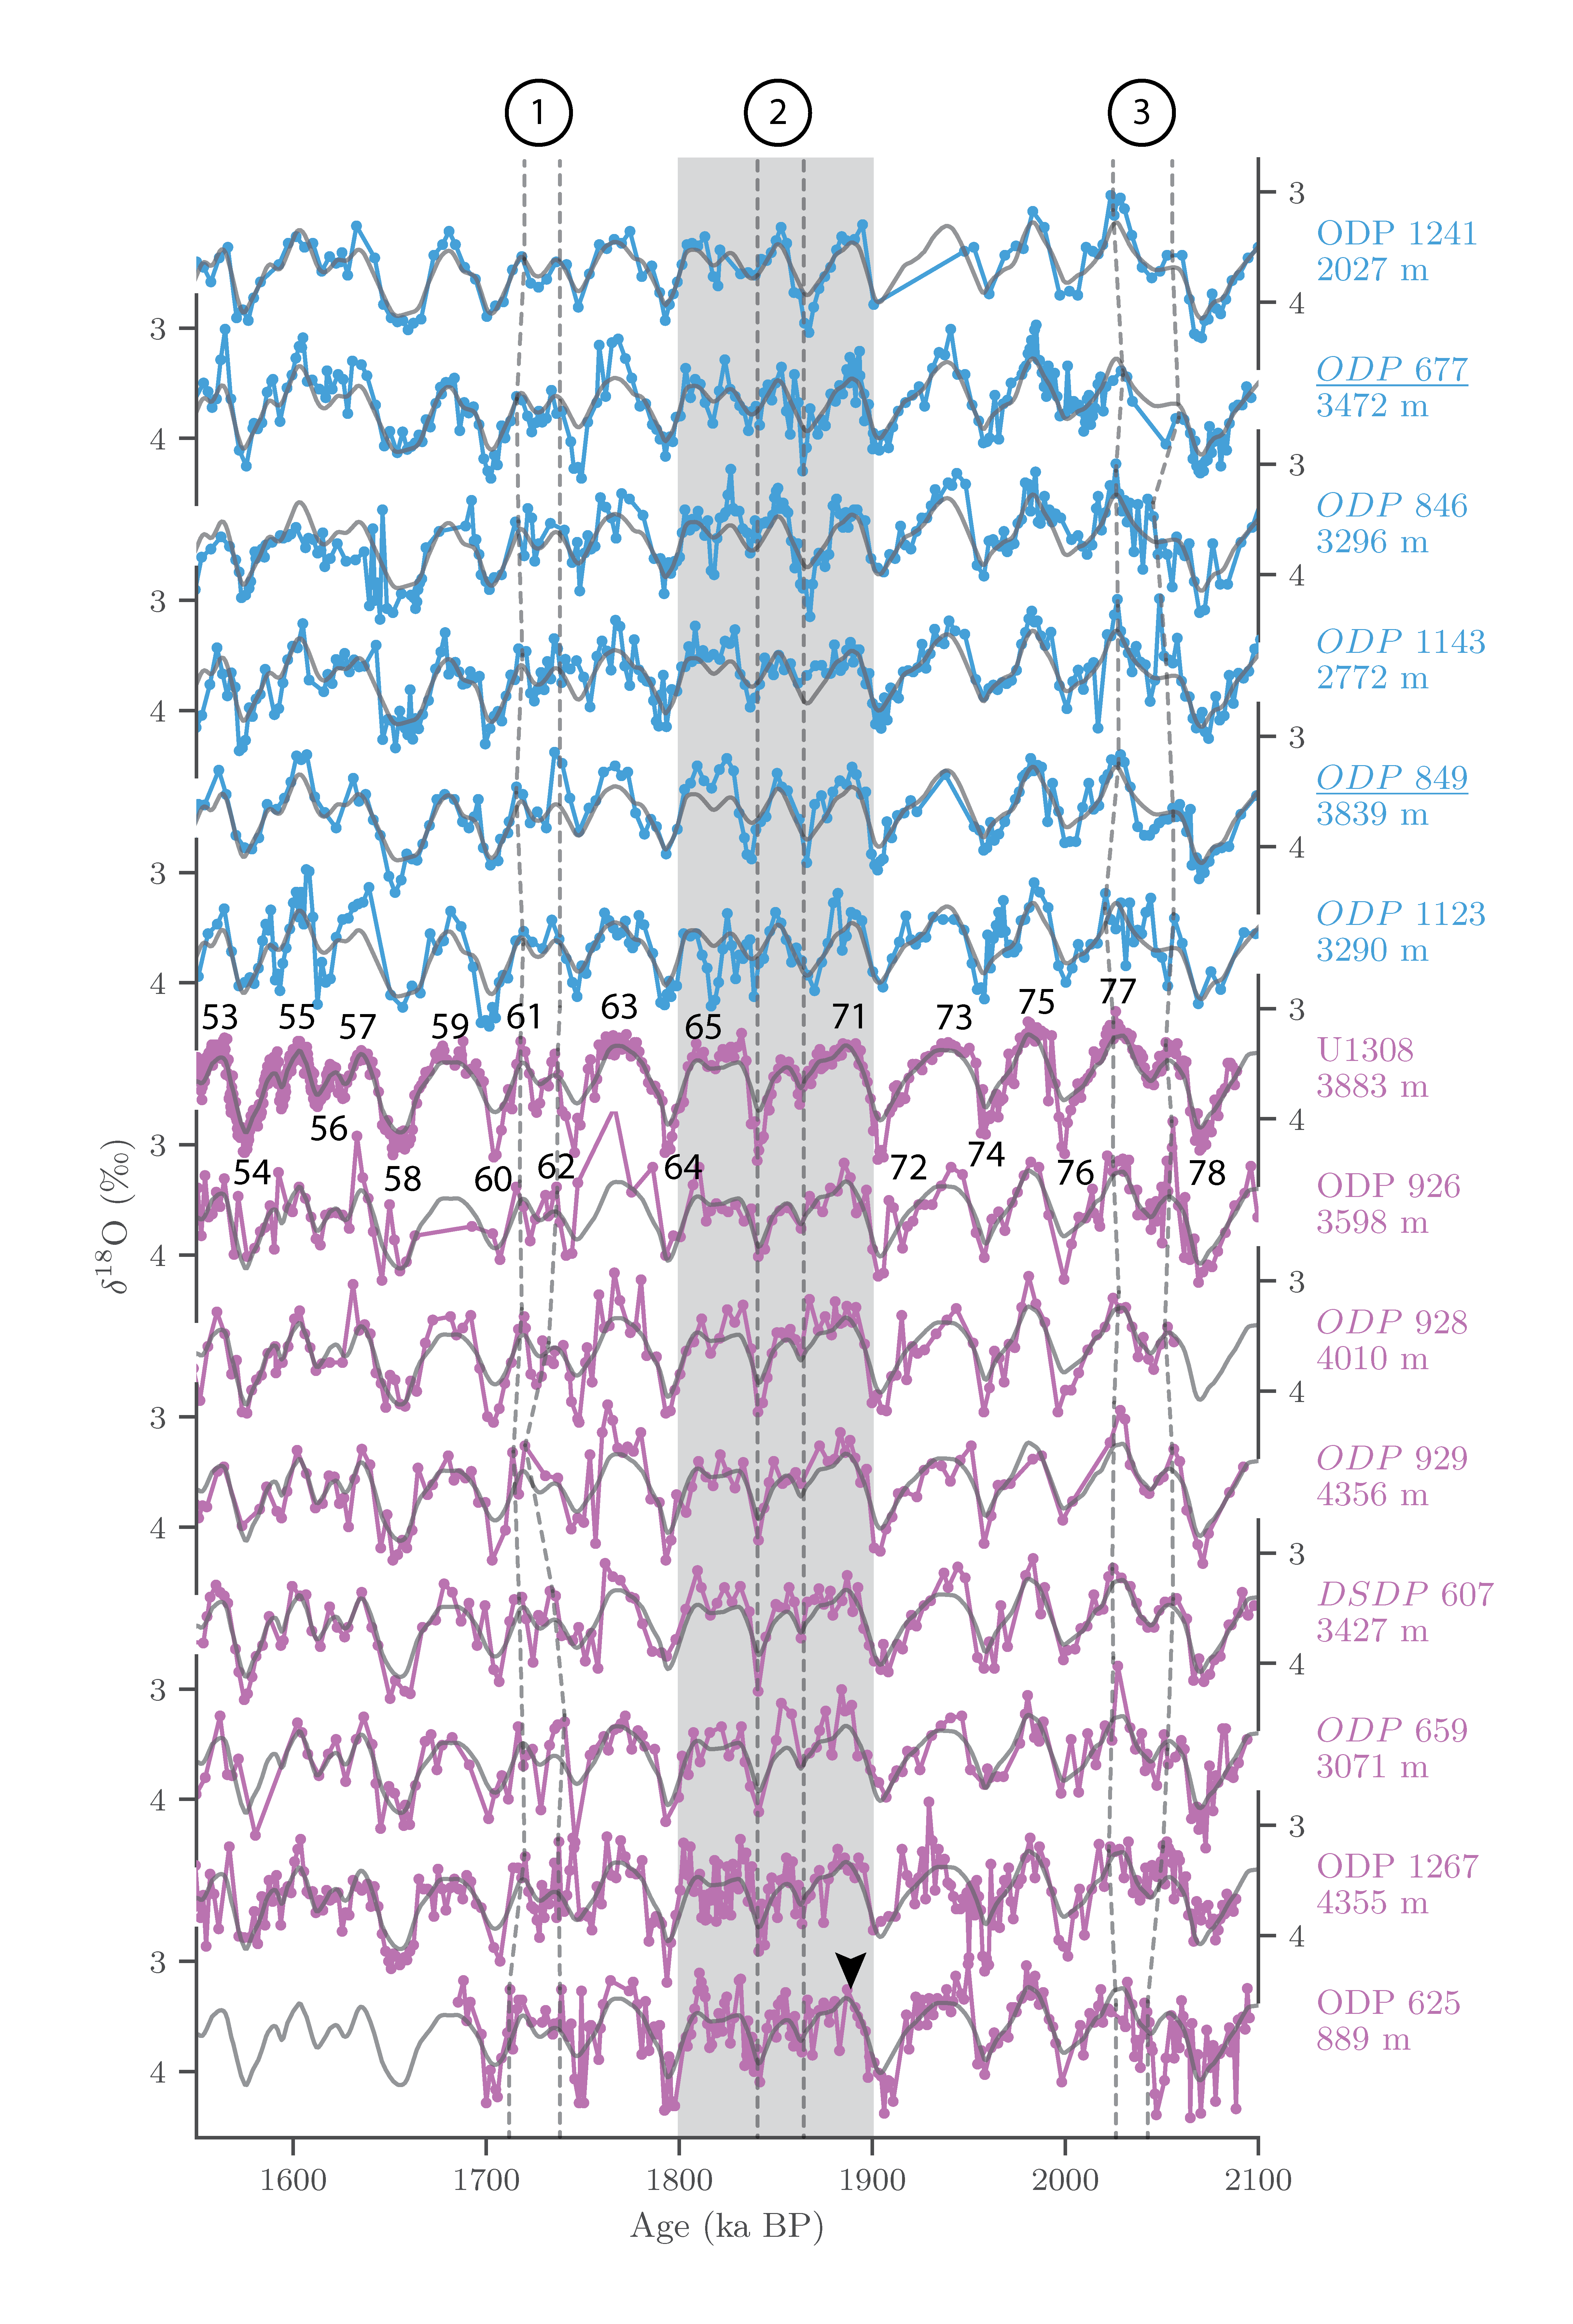 1 2 3
3
ODP 1241
2027 m
4
3
ODP 677
3472 m
4
3
ODP 846
3296 m
4
3
ODP 1143
2772 m
4
3
ODP 849
3839 m
4
3
ODP 1123
3290 m
4
53 55 57 59 61 63 65 71 73 75 77
3
U1308
3883 m
4
56
3
54 58 60 62 64 72 74 76 78
ODP 926
3598 m
4
δ18O (‰)
3
ODP 928
4010 m
4
3
ODP 929
4356 m
4
3
DSDP 607
3427 m
4
3
ODP 659
3071 m
4
3
ODP 1267
4355 m
4
3
ODP 625
889 m
4
1600 1700 1800 1900 2000 2100
Age (ka BP)